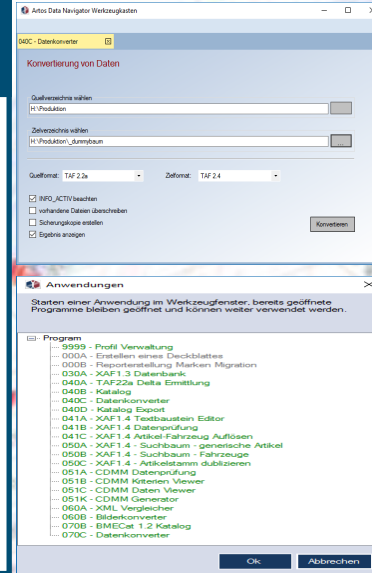 Artos Data Navigator Werkzeugkasten
040C - Datenkonverter
Konvertierung von Daten
Quellverzeichnis wählen
H:\Produktion
Zielverzeichnis wählen
H:\Produktion\_dummybaum
...
Quellformat: TAF 2.2a Zielformat: TAF 2.4
INFO_ACTIV beachten
vorhandene Dateien überschreiben
Sicherungskopie erstellen
Ergebnis anzeigen
Konvertieren
Anwendungen
Starten einer Anwendung im Werkzeugfenster, bereits geöffnete
Programme bleiben geöffnet und können weiter verwendet werden.
Program
9999 - Profil Verwaltung
000A - Erstellen eines Deckblattes
000B - Reporterstellung Marken Migration
030A - XAF1.3 Datenbank
040A - TAF22a Delta Ermittlung
040B - Katalog
040C - Datenkonverter
040D - Katalog Export
041A - XAF1.4 Textbaustein Editor
041B - XAF1.4 Datenprüfung
041C - XAF1.4 Artikel-Fahrzeug Auflösen
050A - XAF1.4 - Suchbaum - generische Artikel
050B - XAF1.4 - Suchbaum - Fahrzeuge
050C - XAF1.4 - Artikelstamm dublizieren
051A - CDMM Datenprüfung
051B - CDMM Kriterien Viewer
051C - CDMM Daten Viewer
051K - CDMM Generator
060A - XML Vergleicher
060B - Bilderkonverter
070B - BMECat 1.2 Katalog
070C - Datenkonverter
Ok Abbrechen